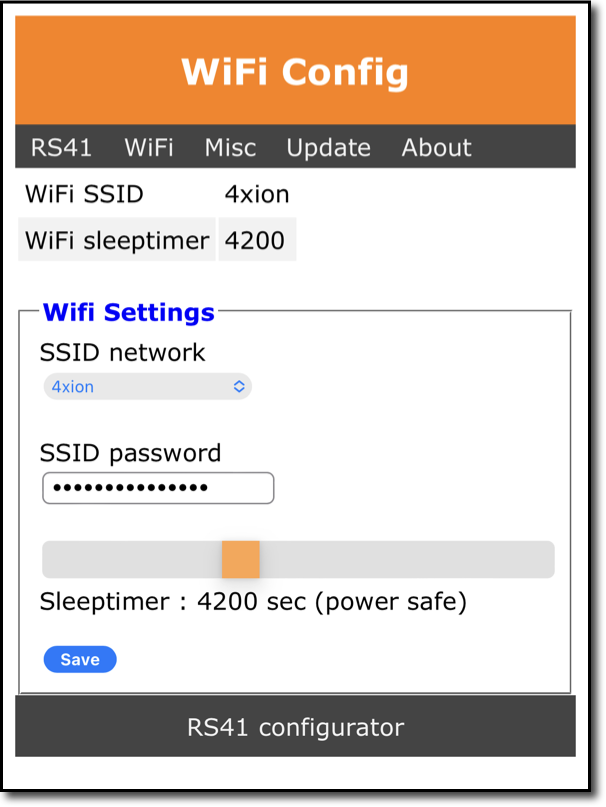 WiFi Config
RS41 WiFi Misc Update About
WiFi SSID 4xion
WiFi sleeptimer 4200
Wifi Settings
SSID network
4xion
SSID password
•••••••••••••••
Sleeptimer : 4200 sec (power safe)
Save
RS41 configurator